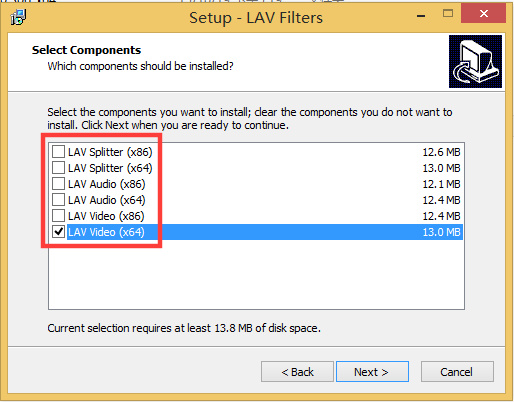 Setup - LAV Filters
Select Components
Which components should be installed?
Select the components you want to install; clear the components you do not want to
install. Click Next when you are ready to continue.
LAV Splitter (x86) 12.6 MB
LAV Splitter (x64) 13.0 MB
LAV Audio (x86) 12.1 MB
LAV Audio (x64) 12.4 MB
LAV Video (x86) 12.4 MB
LAV Video (x64) 13.0 MB
Current selection requires at least 13.8 MB of disk space.
< Back Next > Cancel